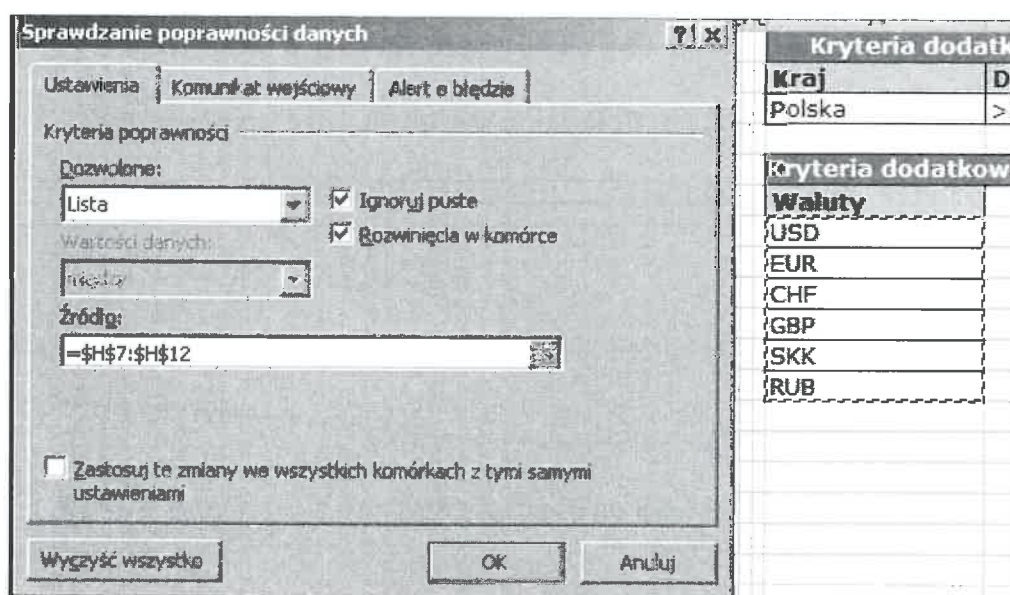 Sprawdzanie poprawności danych
Ustawienia
Komunikat wejściowy
Alert o błędzie
Kryteria poprawności
Dozwolone:
Lista
Ignoruj puste
Rozwinięcia w komórce
Wartości danych:
między
Źródło:
=$H$7:$H$12
Zastosuj te zmiany we wszystkich komórkach z tymi samymi
ustawieniami
Wyczyść wszystko
OK
Anuluj
Kryteria dodatk
Kraj
D
Polska
>
Kryteria dodatkow
Waluty
USD
EUR
CHF
GBP
SKK
RUB